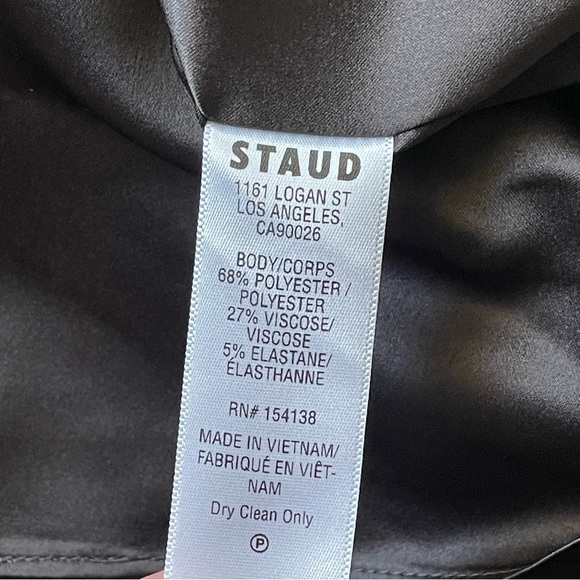 STAUD
1161 LOGAN ST
LOS ANGELES,
CA90026
BODY/CORPS
68% POLYESTER /
POLYESTER
27% VISCOSE/
VISCOSE
5% ELASTANE/
ÉLASTHANNE
RN# 154138
MADE IN VIETNAM/
FABRIQUÉ EN VIÊT-
NAM
Dry Clean Only
P